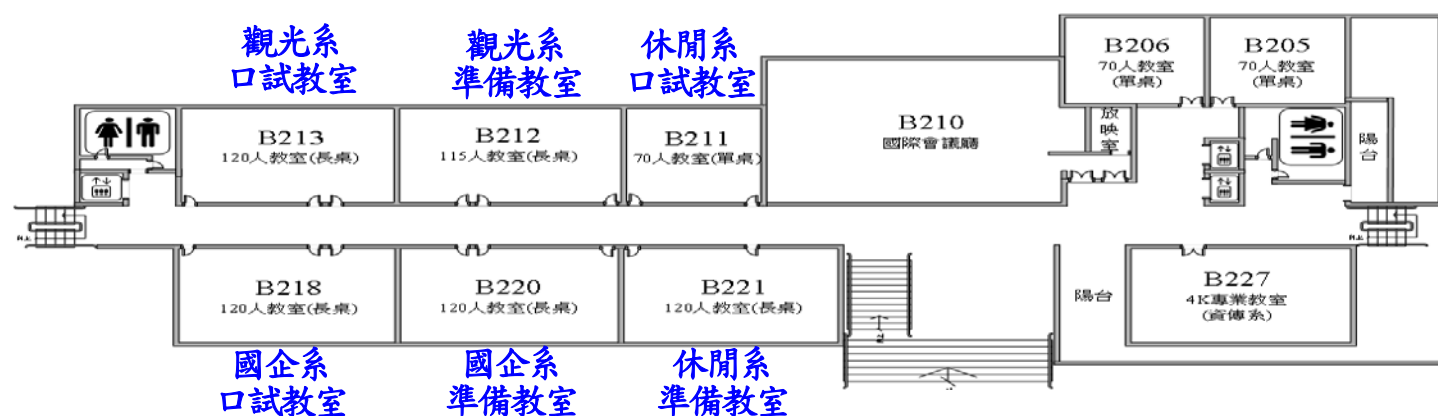 觀光系
口試教室
觀光系
準備教室
休閒系
口試教室
B206
70人教室
(單桌)
B205
70人教室
(單桌)
B213
120人教室(長桌)
B212
115人教室(長桌)
B211
70人教室(單桌)
B210
國際會議廳
放映室
陽台
B218
120人教室(長桌)
B220
120人教室(長桌)
B221
120人教室(長桌)
陽台
B227
4K專業教室
(資傳系)
國企系
口試教室
國企系
準備教室
休閒系
準備教室